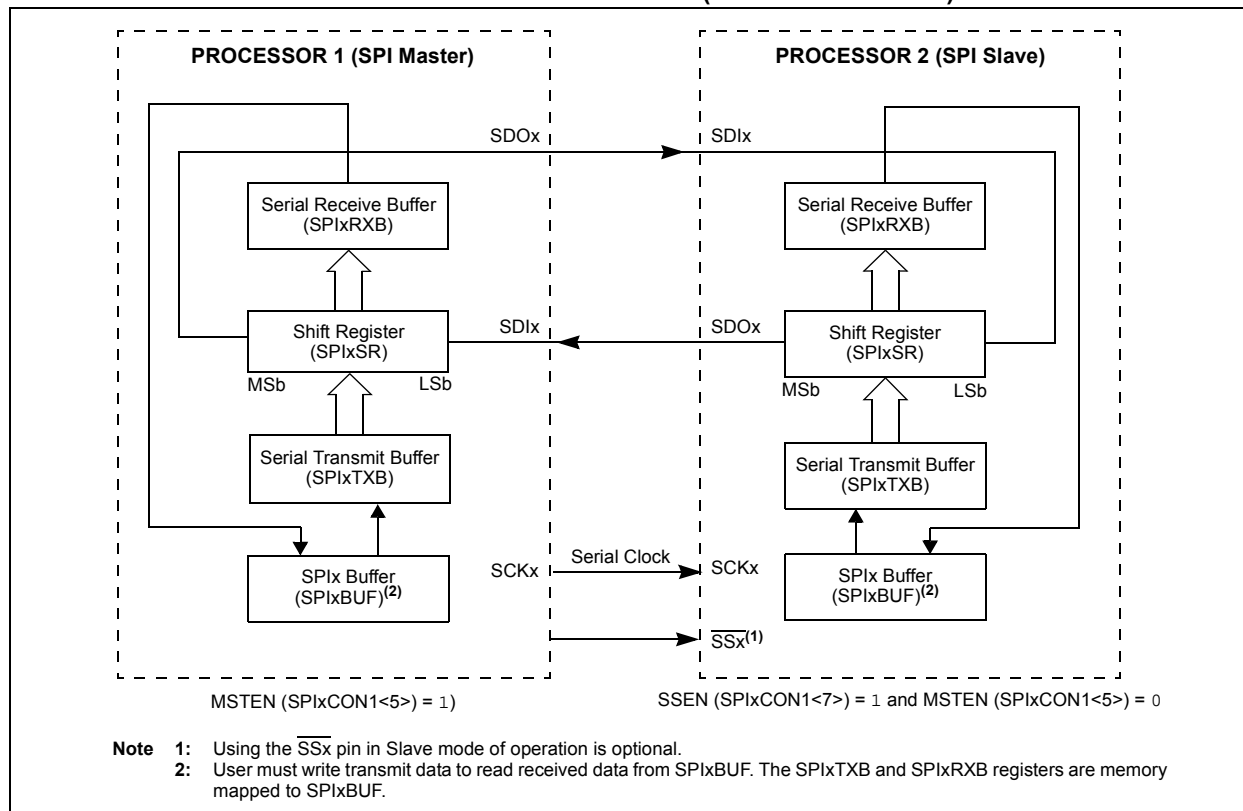 PROCESSOR 1 (SPI Master)
PROCESSOR 2 (SPI Slave)
SDOx
SDIx
Serial Receive Buffer
(SPIxRXB)
Serial Receive Buffer
(SPIxRXB)
Shift Register
(SPIxSR)
SDIx
SDOx
Shift Register
(SPIxSR)
MSb
LSb
MSb
LSb
Serial Transmit Buffer
(SPIxTXB)
Serial Transmit Buffer
(SPIxTXB)
SPIx Buffer
(SPIxBUF)(2)
SCKx
Serial Clock
SCKx
SPIx Buffer
(SPIxBUF)(2)
SSx(1)
MSTEN (SPIxCON1<5>) = 1)
SSEN (SPIxCON1<7>) = 1 and MSTEN (SPIxCON1<5>) = 0
Note 1: Using the SSx pin in Slave mode of operation is optional.
2: User must write transmit data to read received data from SPIxBUF. The SPIxTXB and SPIxRXB registers are memory
mapped to SPIxBUF.